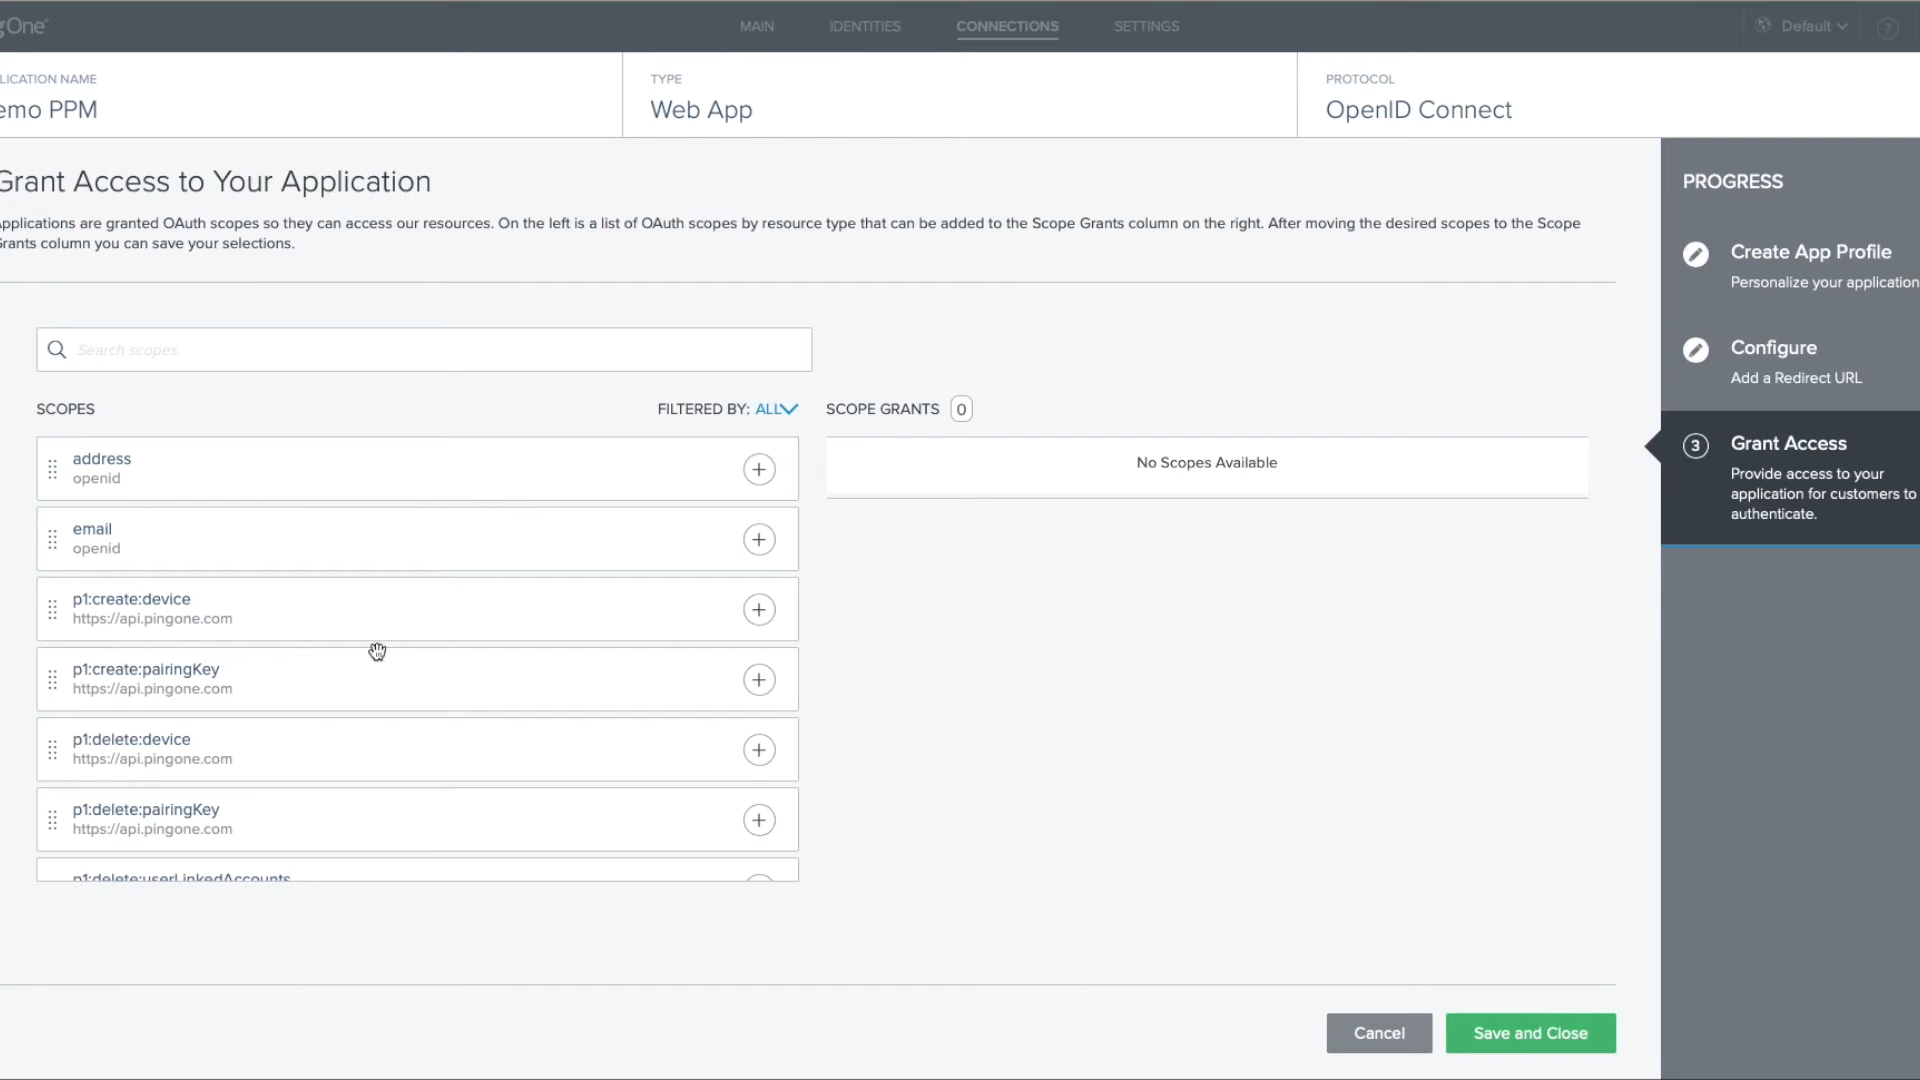 gOne
MAIN
IDENTITIES
CONNECTIONS
SETTINGS
Default
?
LICATION NAME
emo PPM
TYPE
Web App
PROTOCOL
OpenID Connect
Grant Access to Your Application
pplications are granted OAuth scopes so they can access our resources. On the left is a list of OAuth scopes by resource type that can be added to the Scope Grants column on the right. After moving the desired scopes to the Scope
Grants column you can save your selections.
Search scopes
SCOPES
FILTERED BY: ALL
SCOPE GRANTS 0
address
openid
email
openid
p1:create:device
https://api.pingone.com
p1:create:pairingKey
https://api.pingone.com
p1:delete:device
https://api.pingone.com
p1:delete:pairingKey
https://api.pingone.com
p1:delete:userLinkedAccounts
No Scopes Available
Cancel
Save and Close
PROGRESS
Create App Profile
Personalize your application
Configure
Add a Redirect URL
3
Grant Access
Provide access to your
application for customers to
authenticate.